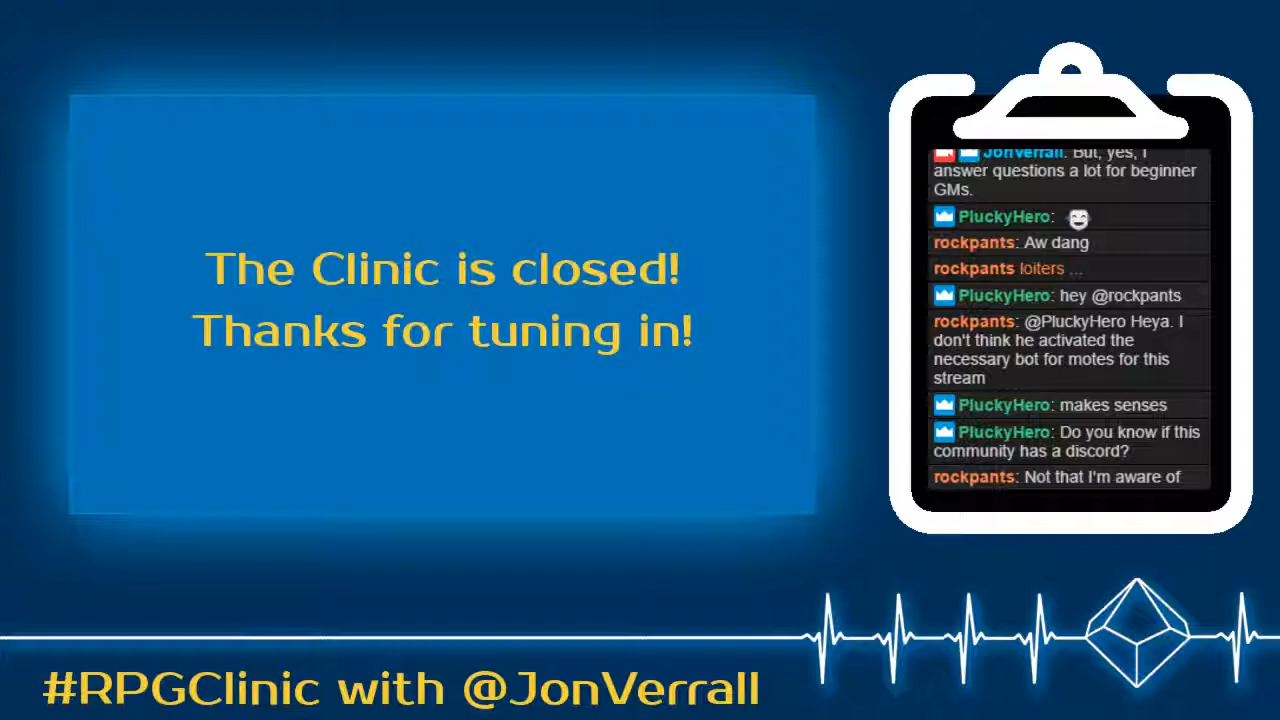 The Clinic is closed!
Thanks for tuning in!
JonVerrall: But, yes, I
answer questions a lot for beginner
GMs.
PluckyHero:
rockpants: Aw dang
rockpants loiters ...
PluckyHero: hey @rockpants
rockpants: @PluckyHero Heya. I
don't think he activated the
necessary bot for motes for this
stream
PluckyHero: makes senses
PluckyHero: Do you know if this
community has a discord?
rockpants: Not that I'm aware of
#RPGClinic with @JonVerrall